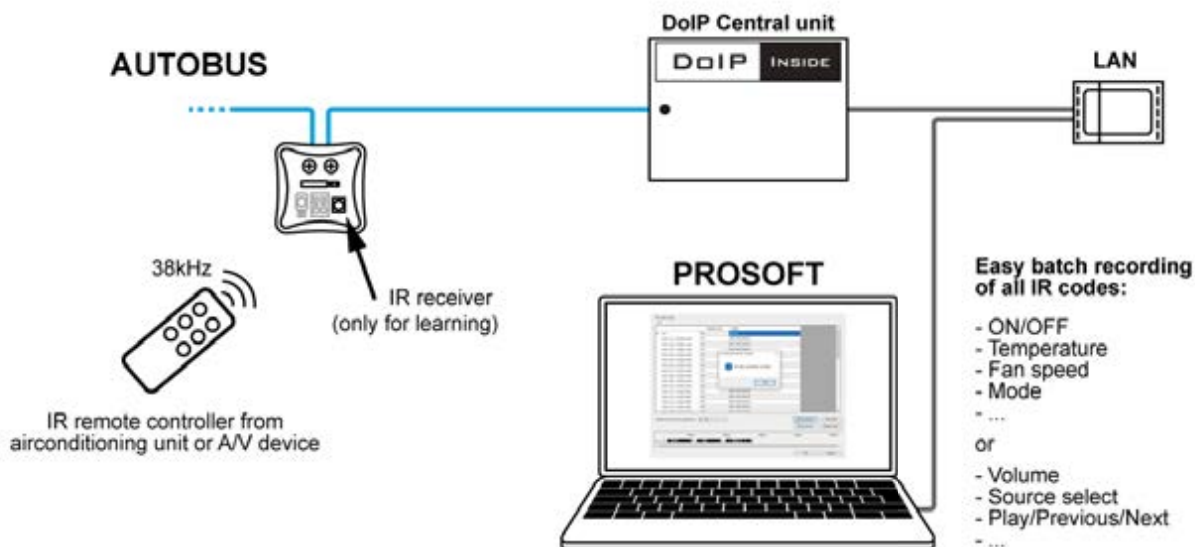 DoIP Central unit
DoIP INSIDE
AUTOBUS
LAN
38kHz
IR receiver
(only for learning)
IR remote controller from
airconditioning unit or A/V device
PROSOFT
Easy batch recording
of all IR codes:
- ON/OFF
- Temperature
- Fan speed
- Mode
- ...
or
- Volume
- Source select
- Play/Previous/Next
- ...